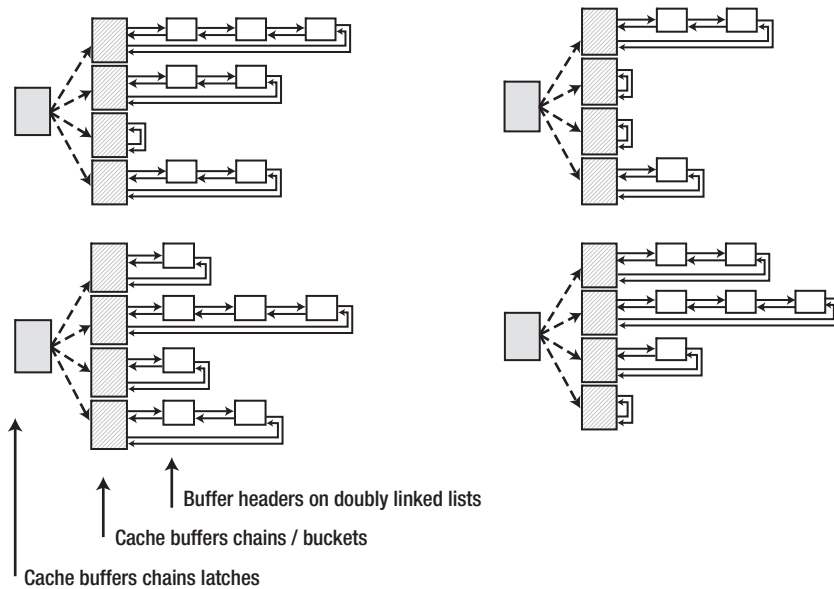 Buffer headers on doubly linked lists
Cache buffers chains / buckets
Cache buffers chains latches